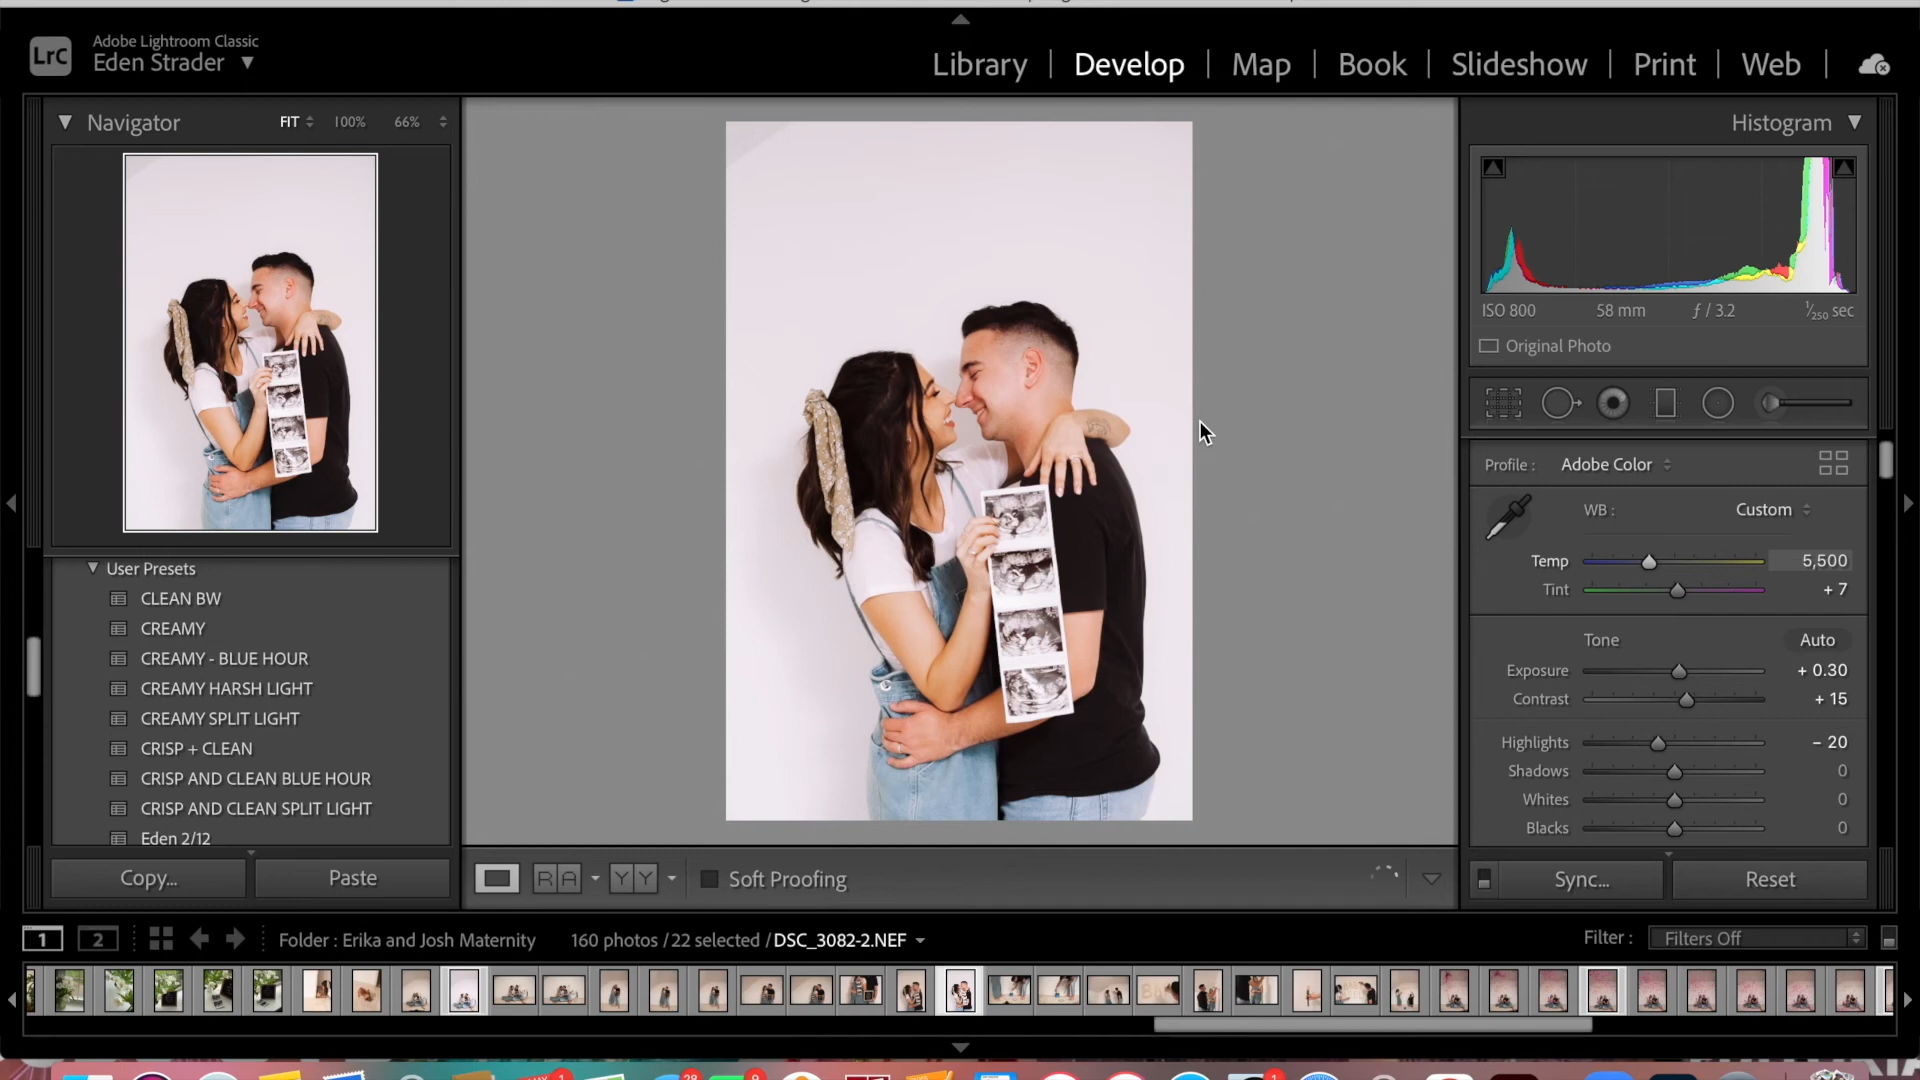 LrC
Adobe Lightroom Classic
Eden Strader
Library | Develop | Map | Book | Slideshow | Print | Web |
Navigator FIT 100% 66%
Histogram
ISO 800 58 mm ƒ / 3.2 1/250 sec
Original Photo
Profile : Adobe Color
WB : Custom
Temp 5,500
Tint + 7
Tone Auto
Exposure + 0.30
Contrast + 15
Highlights − 20
Shadows 0
Whites 0
Blacks 0
User Presets
CLEAN BW
CREAMY
CREAMY - BLUE HOUR
CREAMY HARSH LIGHT
CREAMY SPLIT LIGHT
CRISP + CLEAN
CRISP AND CLEAN BLUE HOUR
CRISP AND CLEAN SPLIT LIGHT
Eden 2/12
Copy... Paste
R A Y Y Soft Proofing
Sync... Reset
1 2 Folder : Erika and Josh Maternity 160 photos / 22 selected / DSC_3082-2.NEF
Filter : Filters Off
1 28 9 1